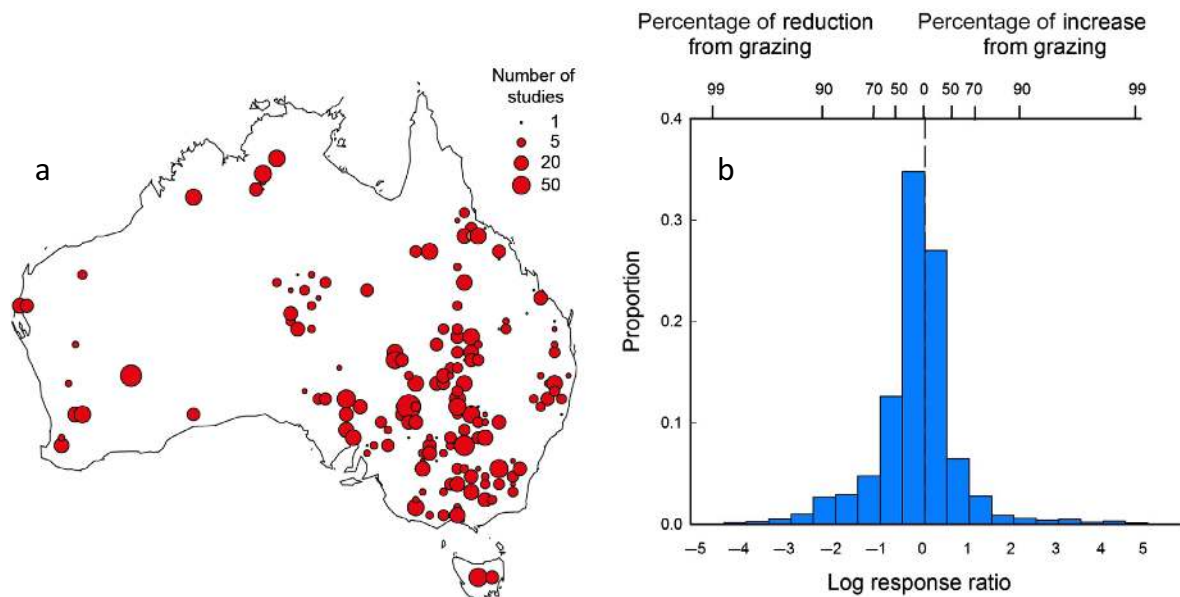 a
Number of
studies
1
5
20
50
Percentage of reduction
from grazing
Percentage of increase
from grazing
99 90 70 50 0 50 70 90 99
b
Proportion
0.4
0.3
0.2
0.1
0.0
−5 −4 −3 −2 −1 0 1 2 3 4 5
Log response ratio